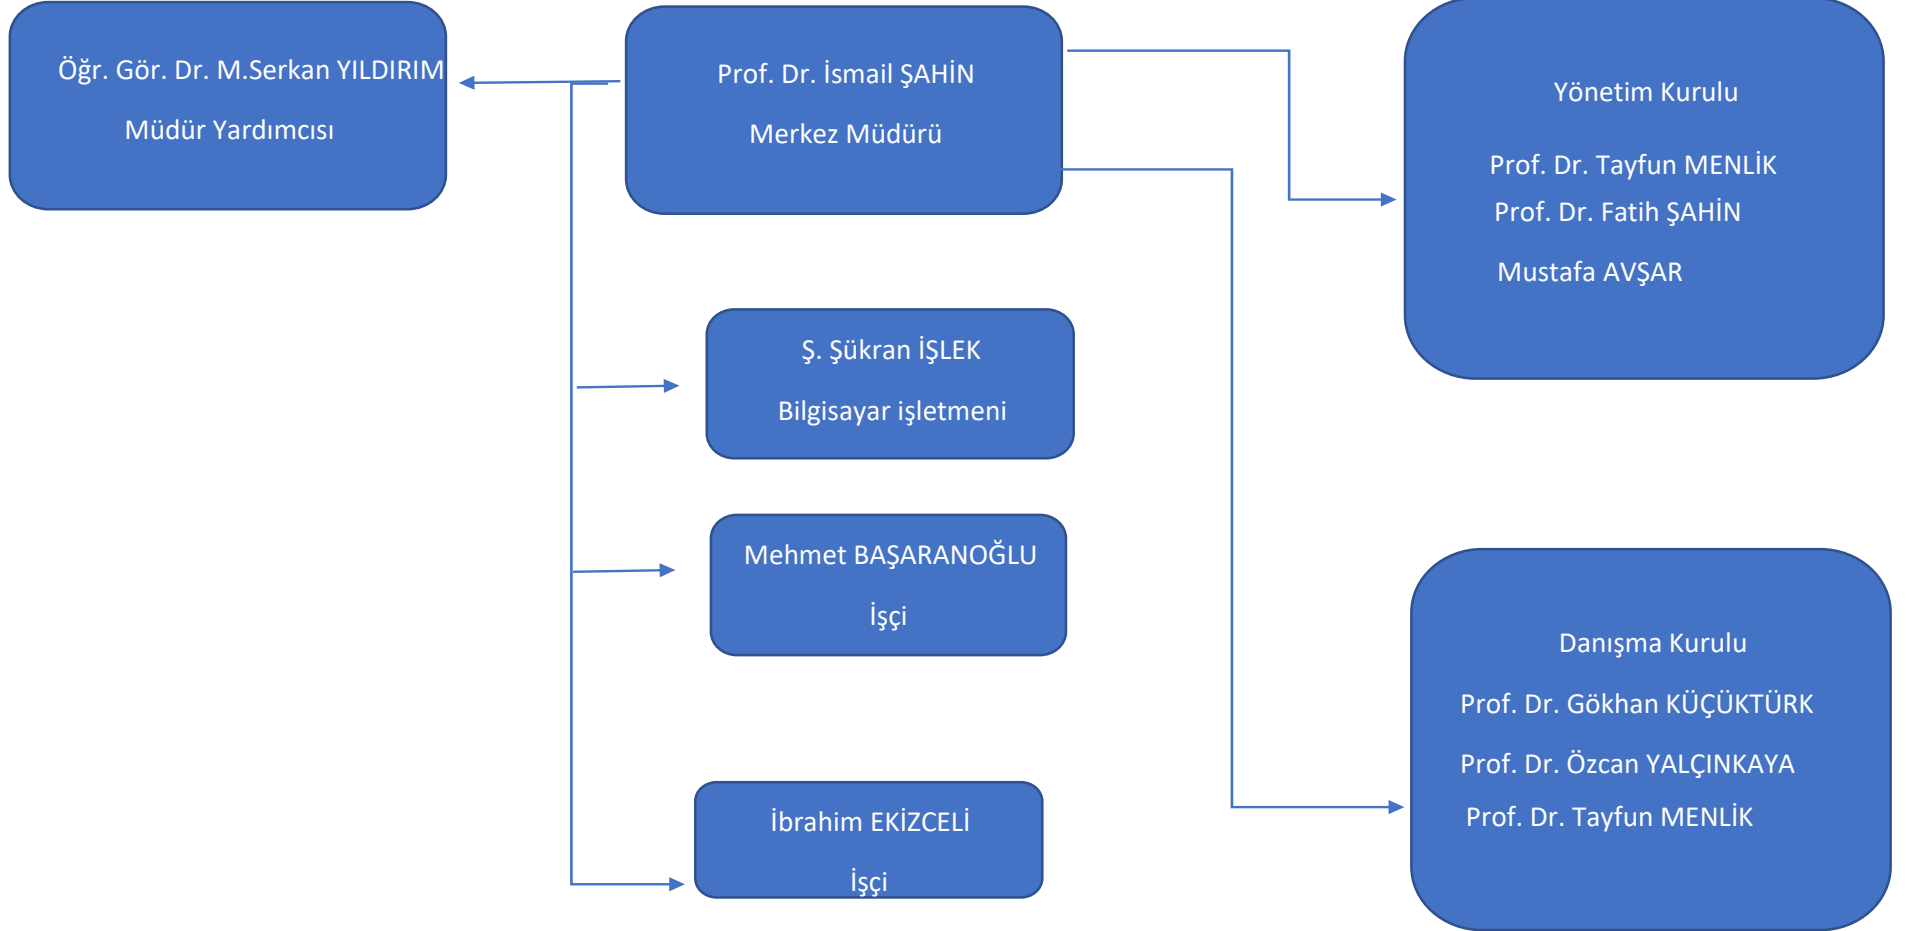 Öğr. Gör. Dr. M.Serkan YILDIRIM
Müdür Yardımcısı
Prof. Dr. İsmail ŞAHİN
Merkez Müdürü
Yönetim Kurulu
Prof. Dr. Tayfun MENLİK
Prof. Dr. Fatih ŞAHİN
Mustafa AVŞAR
Ş. Şükran İŞLEK
Bilgisayar işletmeni
Mehmet BAŞARANOĞLU
İşçi
İbrahim EKİZCELİ
İşçi
Danışma Kurulu
Prof. Dr. Gökhan KÜÇÜKTÜRK
Prof. Dr. Özcan YALÇINKAYA
Prof. Dr. Tayfun MENLİK